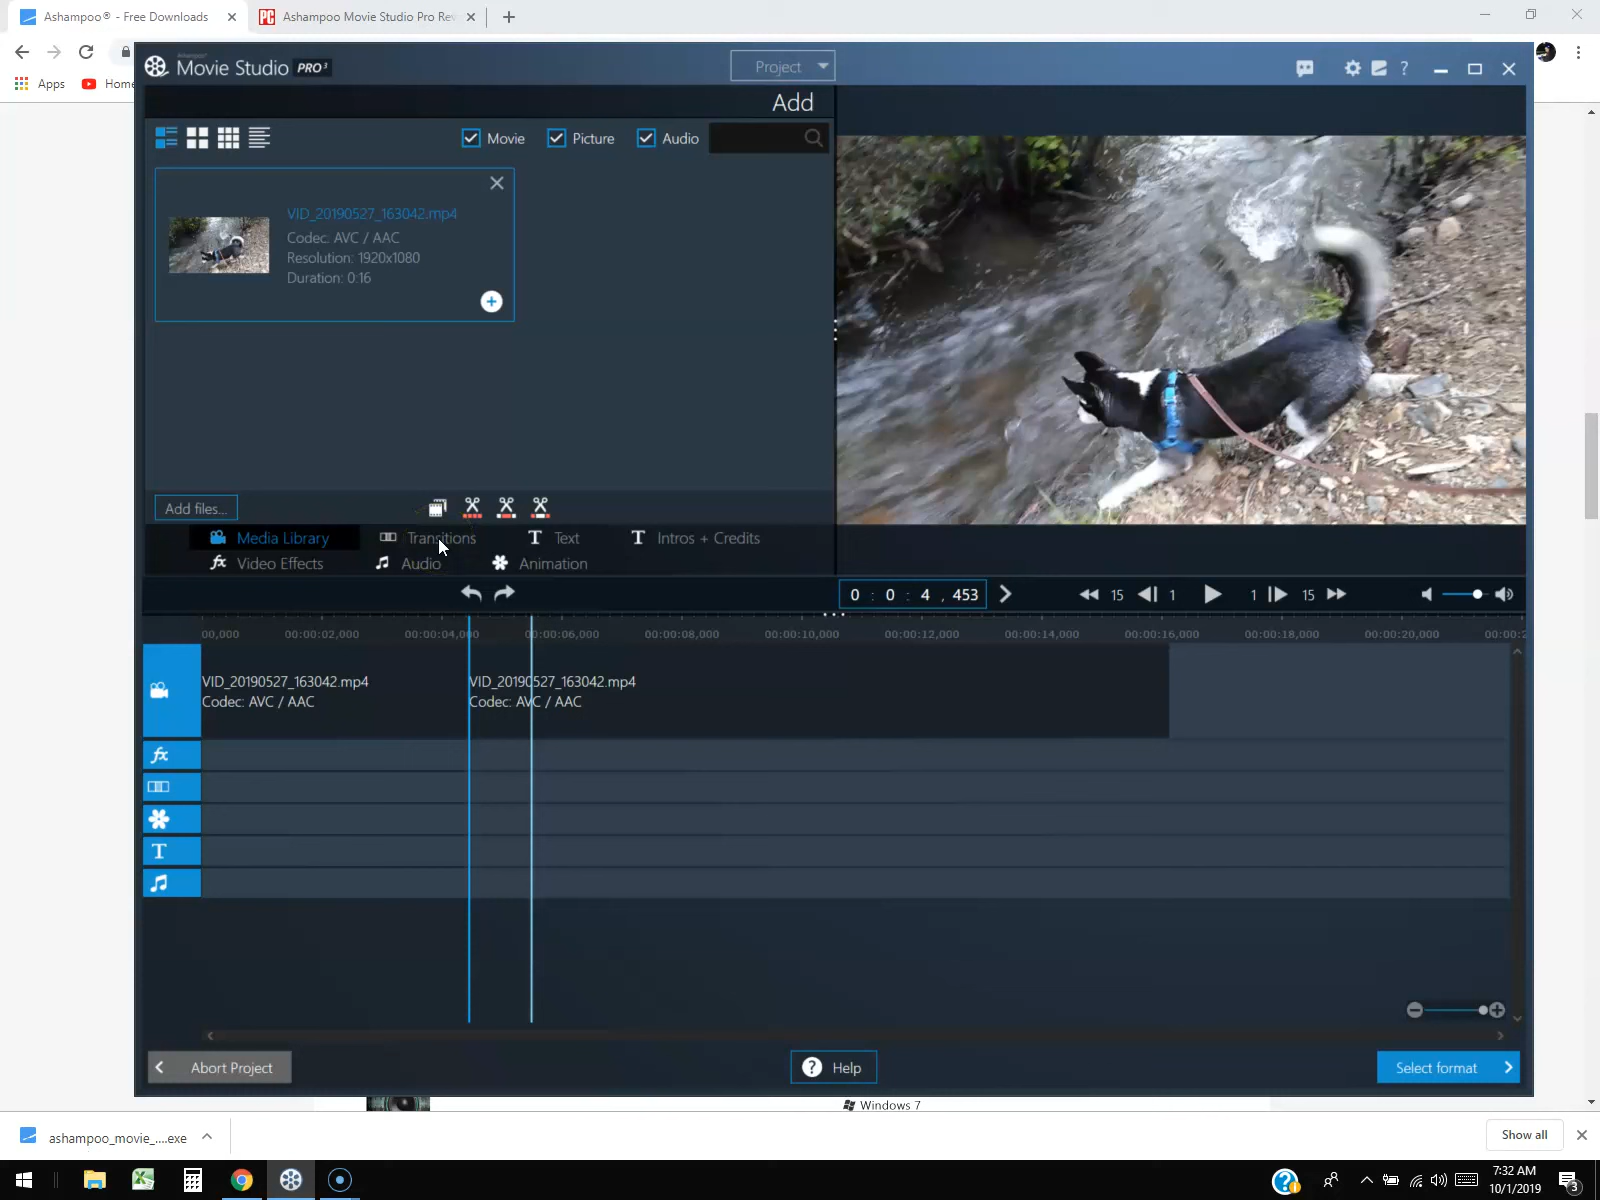 Ashampoo® - Free Downloads
Ashampoo Movie Studio Pro Rev
Apps
Home
Ashampoo®
Movie Studio PRO³
Project
Add
Movie
Picture
Audio
VID_20190527_163042.mp4
Codec: AVC / AAC
Resolution: 1920x1080
Duration: 0:16
Add files...
Media Library
Transitions
Text
Intros + Credits
Video Effects
Audio
Animation
0 : 0 : 4 , 453
15
1
1
15
00,000
00:00:02,000
00:00:04,000
00:00:06,000
00:00:08,000
00:00:10,000
00:00:12,000
00:00:14,000
00:00:16,000
00:00:18,000
00:00:20,000
00:00:2
VID_20190527_163042.mp4
Codec: AVC / AAC
VID_20190527_163042.mp4
Codec: AVC / AAC
Abort Project
Help
Select format
Windows 7
ashampoo_movie_....exe
Show all
7:32 AM
10/1/2019
3